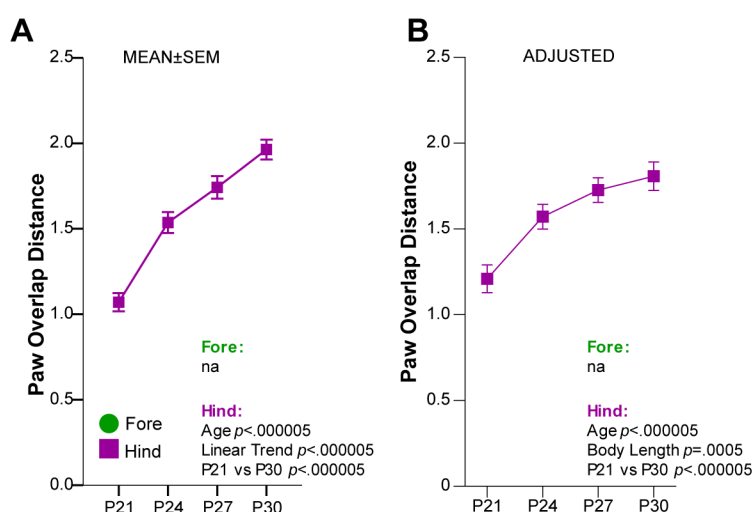 A
MEAN±SEM
Paw Overlap Distance
2.5
2.0
1.5
1.0
0.5
0.0
Fore:
na
Hind:
Age p<.000005
Linear Trend p<.000005
P21 vs P30 p<.000005
Fore
Hind
P21 P24 P27 P30
B
ADJUSTED
Paw Overlap Distance
2.5
2.0
1.5
1.0
0.5
0
Fore:
na
Hind:
Age p<.000005
Body Length p=.0005
P21 vs P30 p<.000005
P21 P24 P27 P30